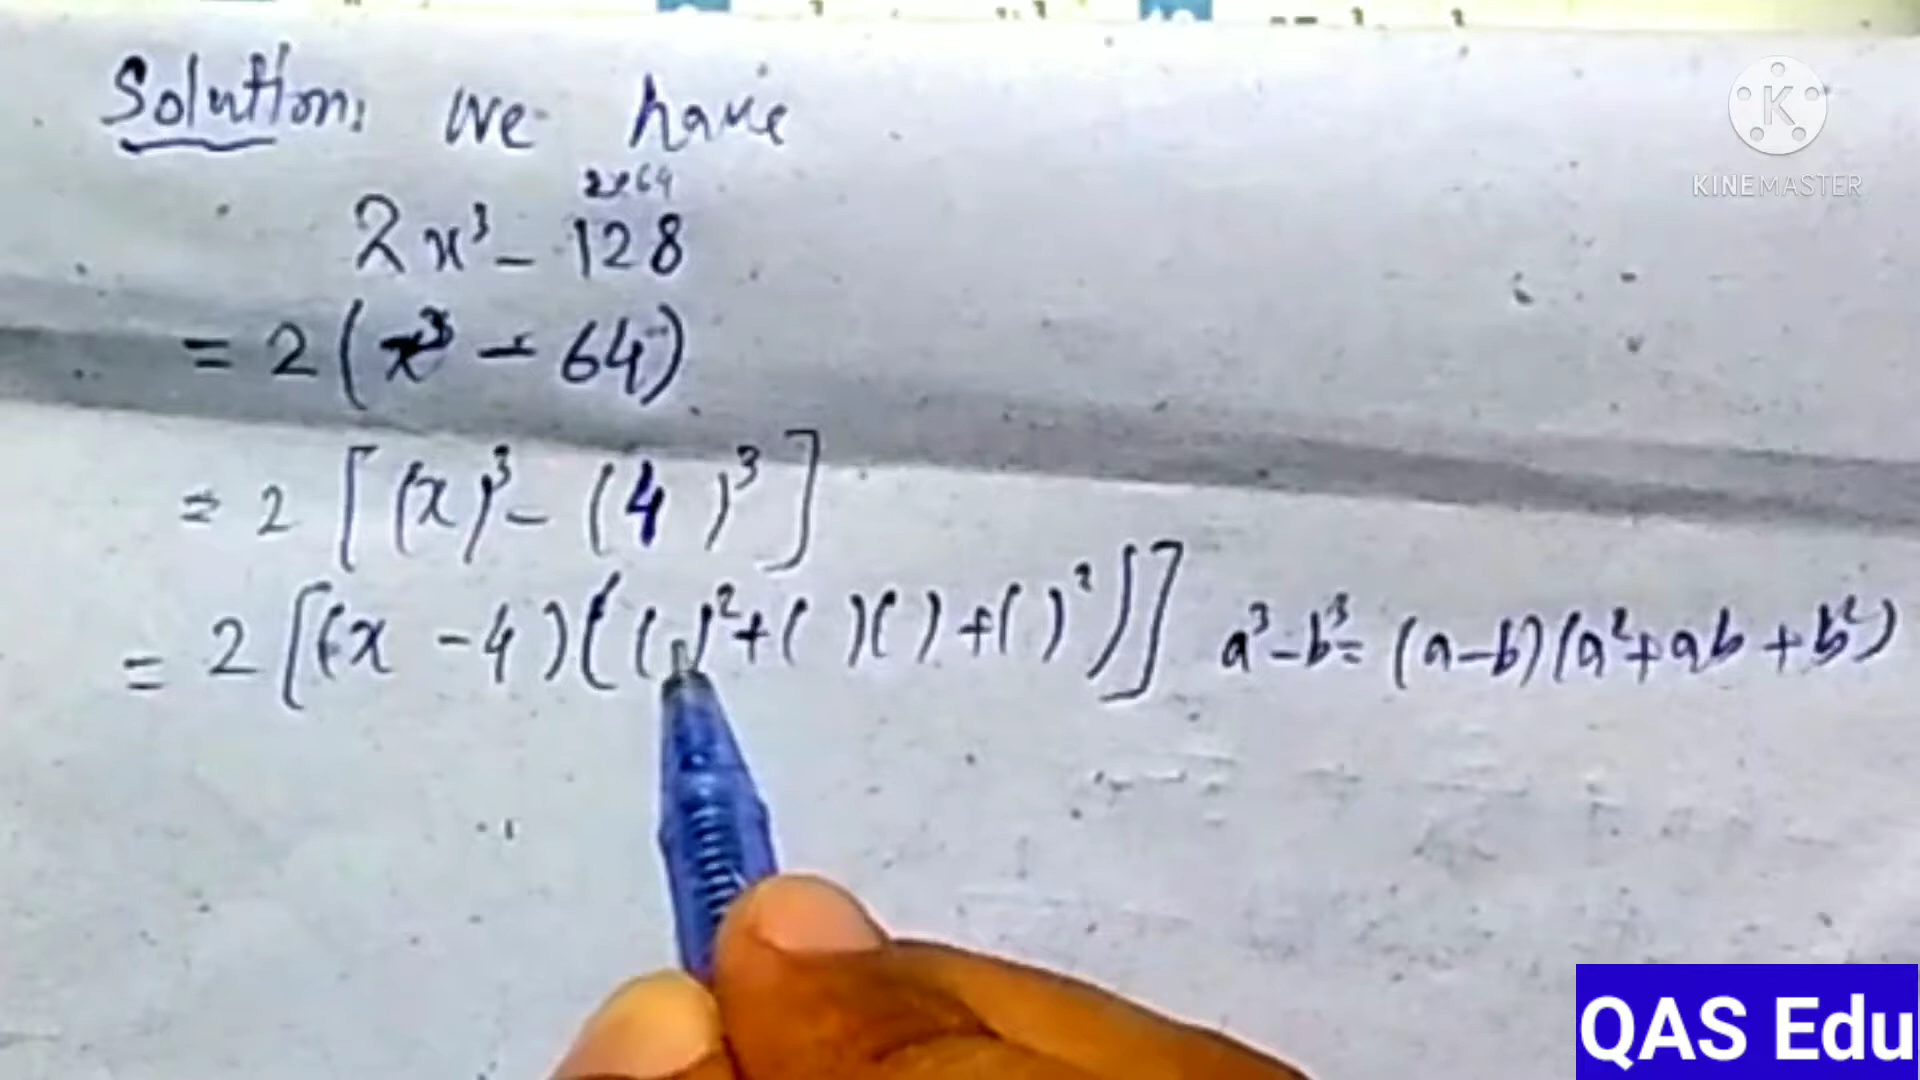 Solution: We have
2×64
2x³ - 128
= 2 (x³ - 64)
= 2 [(x)³ - (4 )³]
= 2 [(x - 4) (( )² + ( )( ) + ( )²)] a³ - b³ = (a-b) (a² + ab + b²)
KINEMASTER
QAS Edu